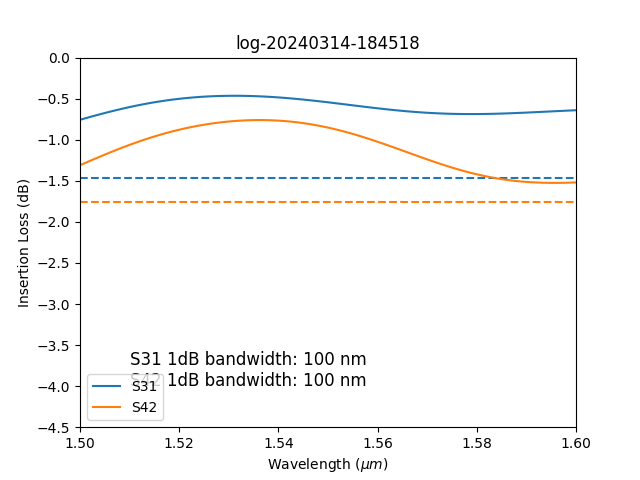 log-20240314-184518
Insertion Loss (dB)
0.0
−0.5
−1.0
−1.5
−2.0
−2.5
−3.0
−3.5
−4.0
−4.5
S31 1dB bandwidth: 100 nm
S42 1dB bandwidth: 100 nm
S31
S42
1.50 1.52 1.54 1.56 1.58 1.60
Wavelength (μm)